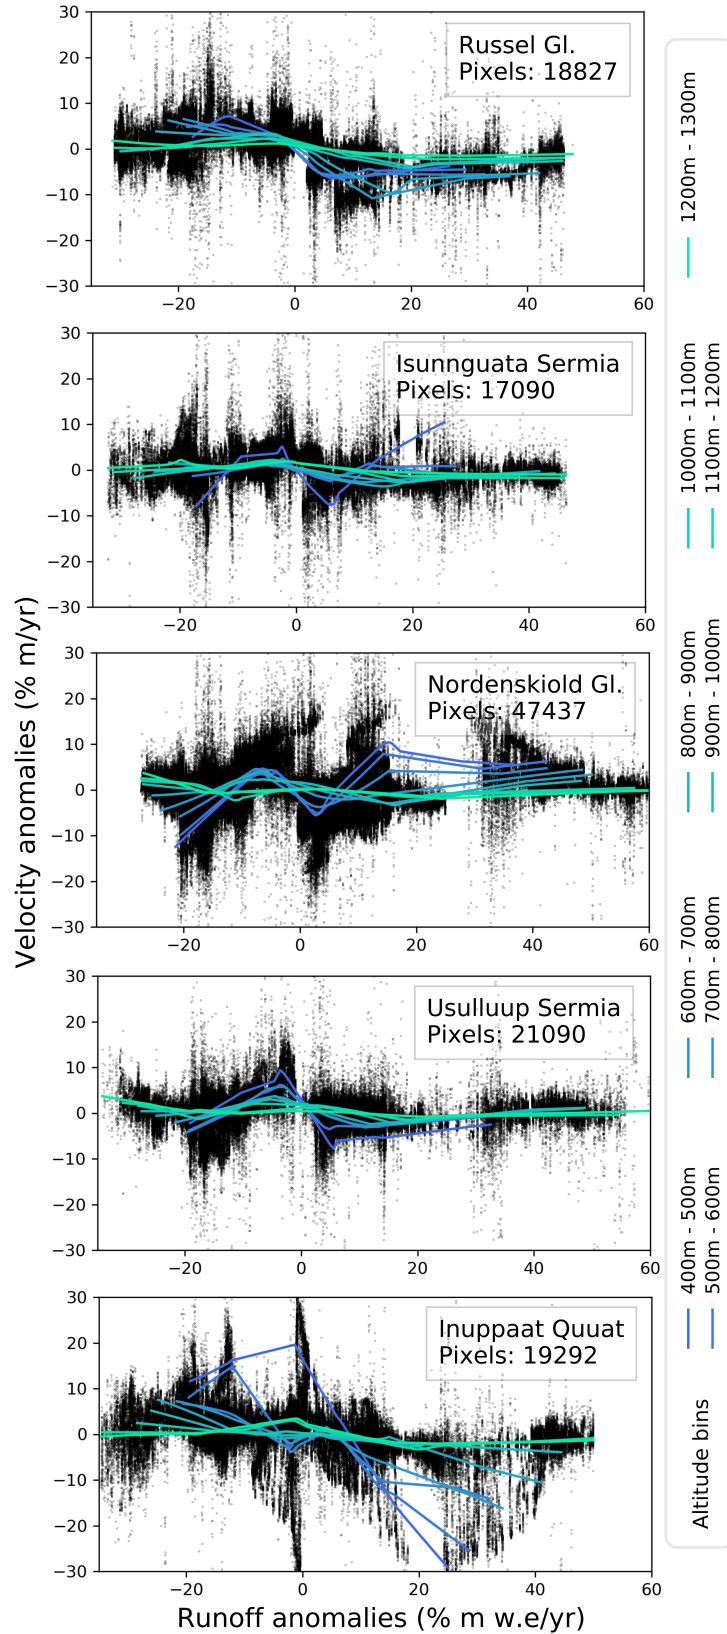 30
20
10
0
−10
−20
−30
Russel Gl.
Pixels: 18827
−20 0 20 40 60
30
20
10
0
−10
−20
−30
Isunnguata Sermia
Pixels: 17090
−20 0 20 40 60
30
20
10
0
−10
−20
−30
Nordenskiold Gl.
Pixels: 47437
−20 0 20 40 60
30
20
10
0
−10
−20
−30
Usulluup Sermia
Pixels: 21090
−20 0 20 40 60
30
20
10
0
−10
−20
−30
Inuppaat Quuat
Pixels: 19292
−20 0 20 40 60
Runoff anomalies (% m w.e/yr)
Velocity anomalies (% m/yr)
Altitude bins
400m - 500m
500m - 600m
600m - 700m
700m - 800m
800m - 900m
900m - 1000m
1000m - 1100m
1100m - 1200m
1200m - 1300m